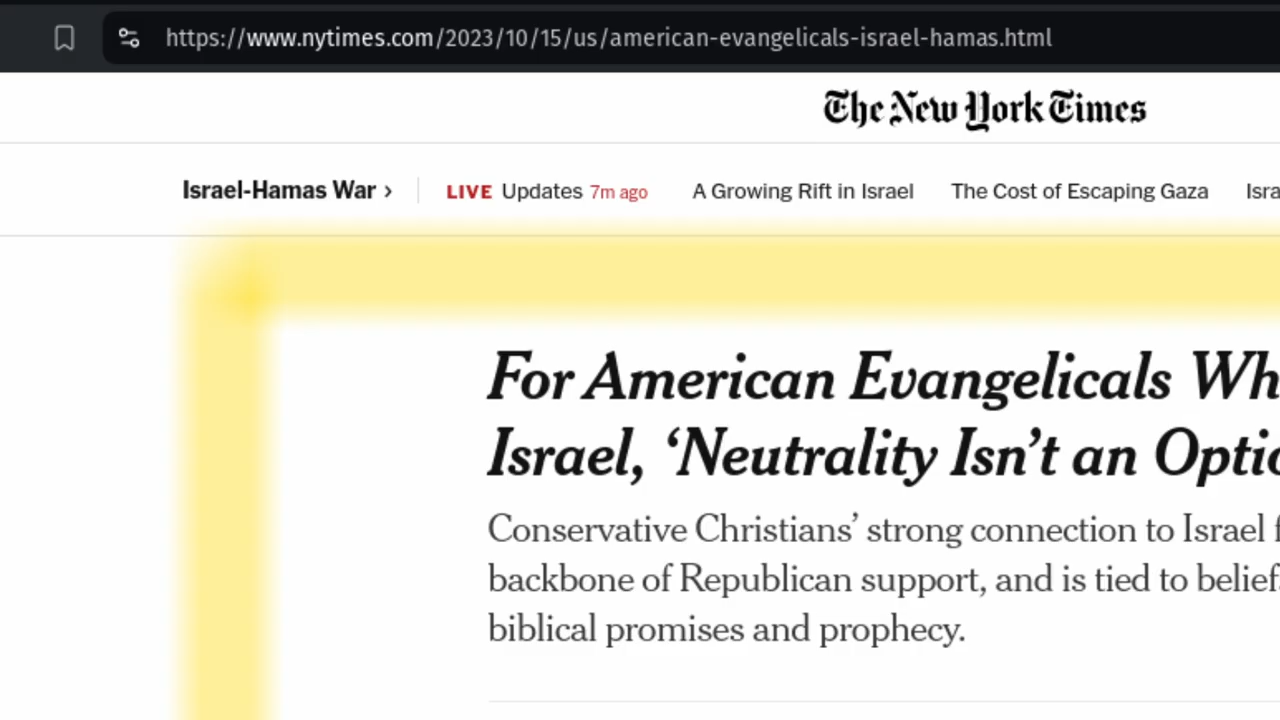 https://www.nytimes.com/2023/10/15/us/american-evangelicals-israel-hamas.html
The New York Times
Israel-Hamas War › LIVE Updates 7m ago A Growing Rift in Israel The Cost of Escaping Gaza
For American Evangelicals
Israel, ‘Neutrality Isn’t an
Conservative Christians’ strong connection to Israel
backbone of Republican support, and is tied to
biblical promises and prophecy.